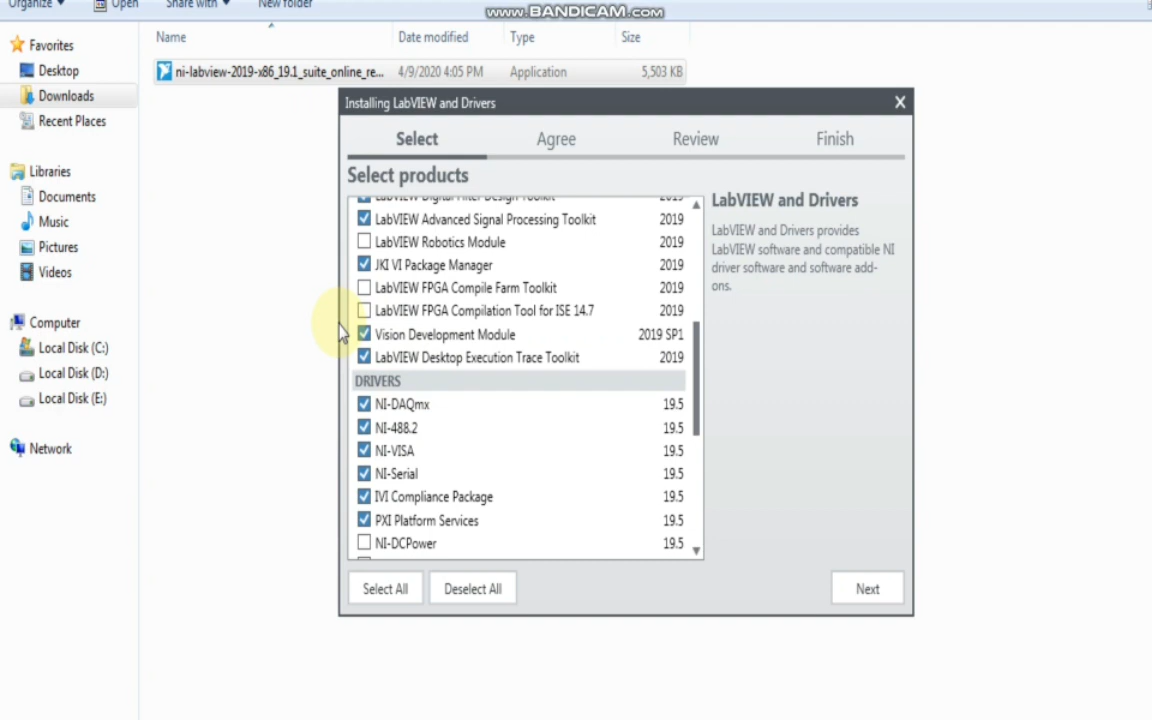 Organize
Open
Share with
New folder
www.BANDICAM.com
Name
Date modified
Type
Size
ni-labview-2019-x86_19.1_suite_online_re...
4/9/2020 4:05 PM
Application
5,503 KB
Favorites
Desktop
Downloads
Recent Places
Libraries
Documents
Music
Pictures
Videos
Computer
Local Disk (C:)
Local Disk (D:)
Local Disk (E:)
Network
Installing LabVIEW and Drivers
X
Select
Agree
Review
Finish
Select products
LabVIEW Digital Filter Design Toolkit 2019
LabVIEW Advanced Signal Processing Toolkit 2019
LabVIEW Robotics Module 2019
JKI VI Package Manager 2019
LabVIEW FPGA Compile Farm Toolkit 2019
LabVIEW FPGA Compilation Tool for ISE 14.7 2019
Vision Development Module 2019 SP1
LabVIEW Desktop Execution Trace Toolkit 2019
DRIVERS
NI-DAQmx 19.5
NI-488.2 19.5
NI-VISA 19.5
NI-Serial 19.5
IVI Compliance Package 19.5
PXI Platform Services 19.5
NI-DCPower 19.5
LabVIEW and Drivers
LabVIEW and Drivers provides
LabVIEW software and compatible NI
driver software and software add-
ons.
Select All
Deselect All
Next